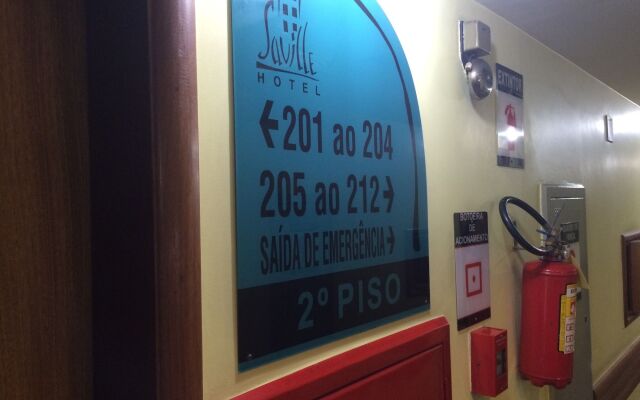 Saville
HOTEL
← 201 ao 204
205 ao 212 →
SAÍDA DE EMERGÊNCIA →
2º PISO
EXTINTOR
BOTOEIRA
DE
ACIONAMENTO